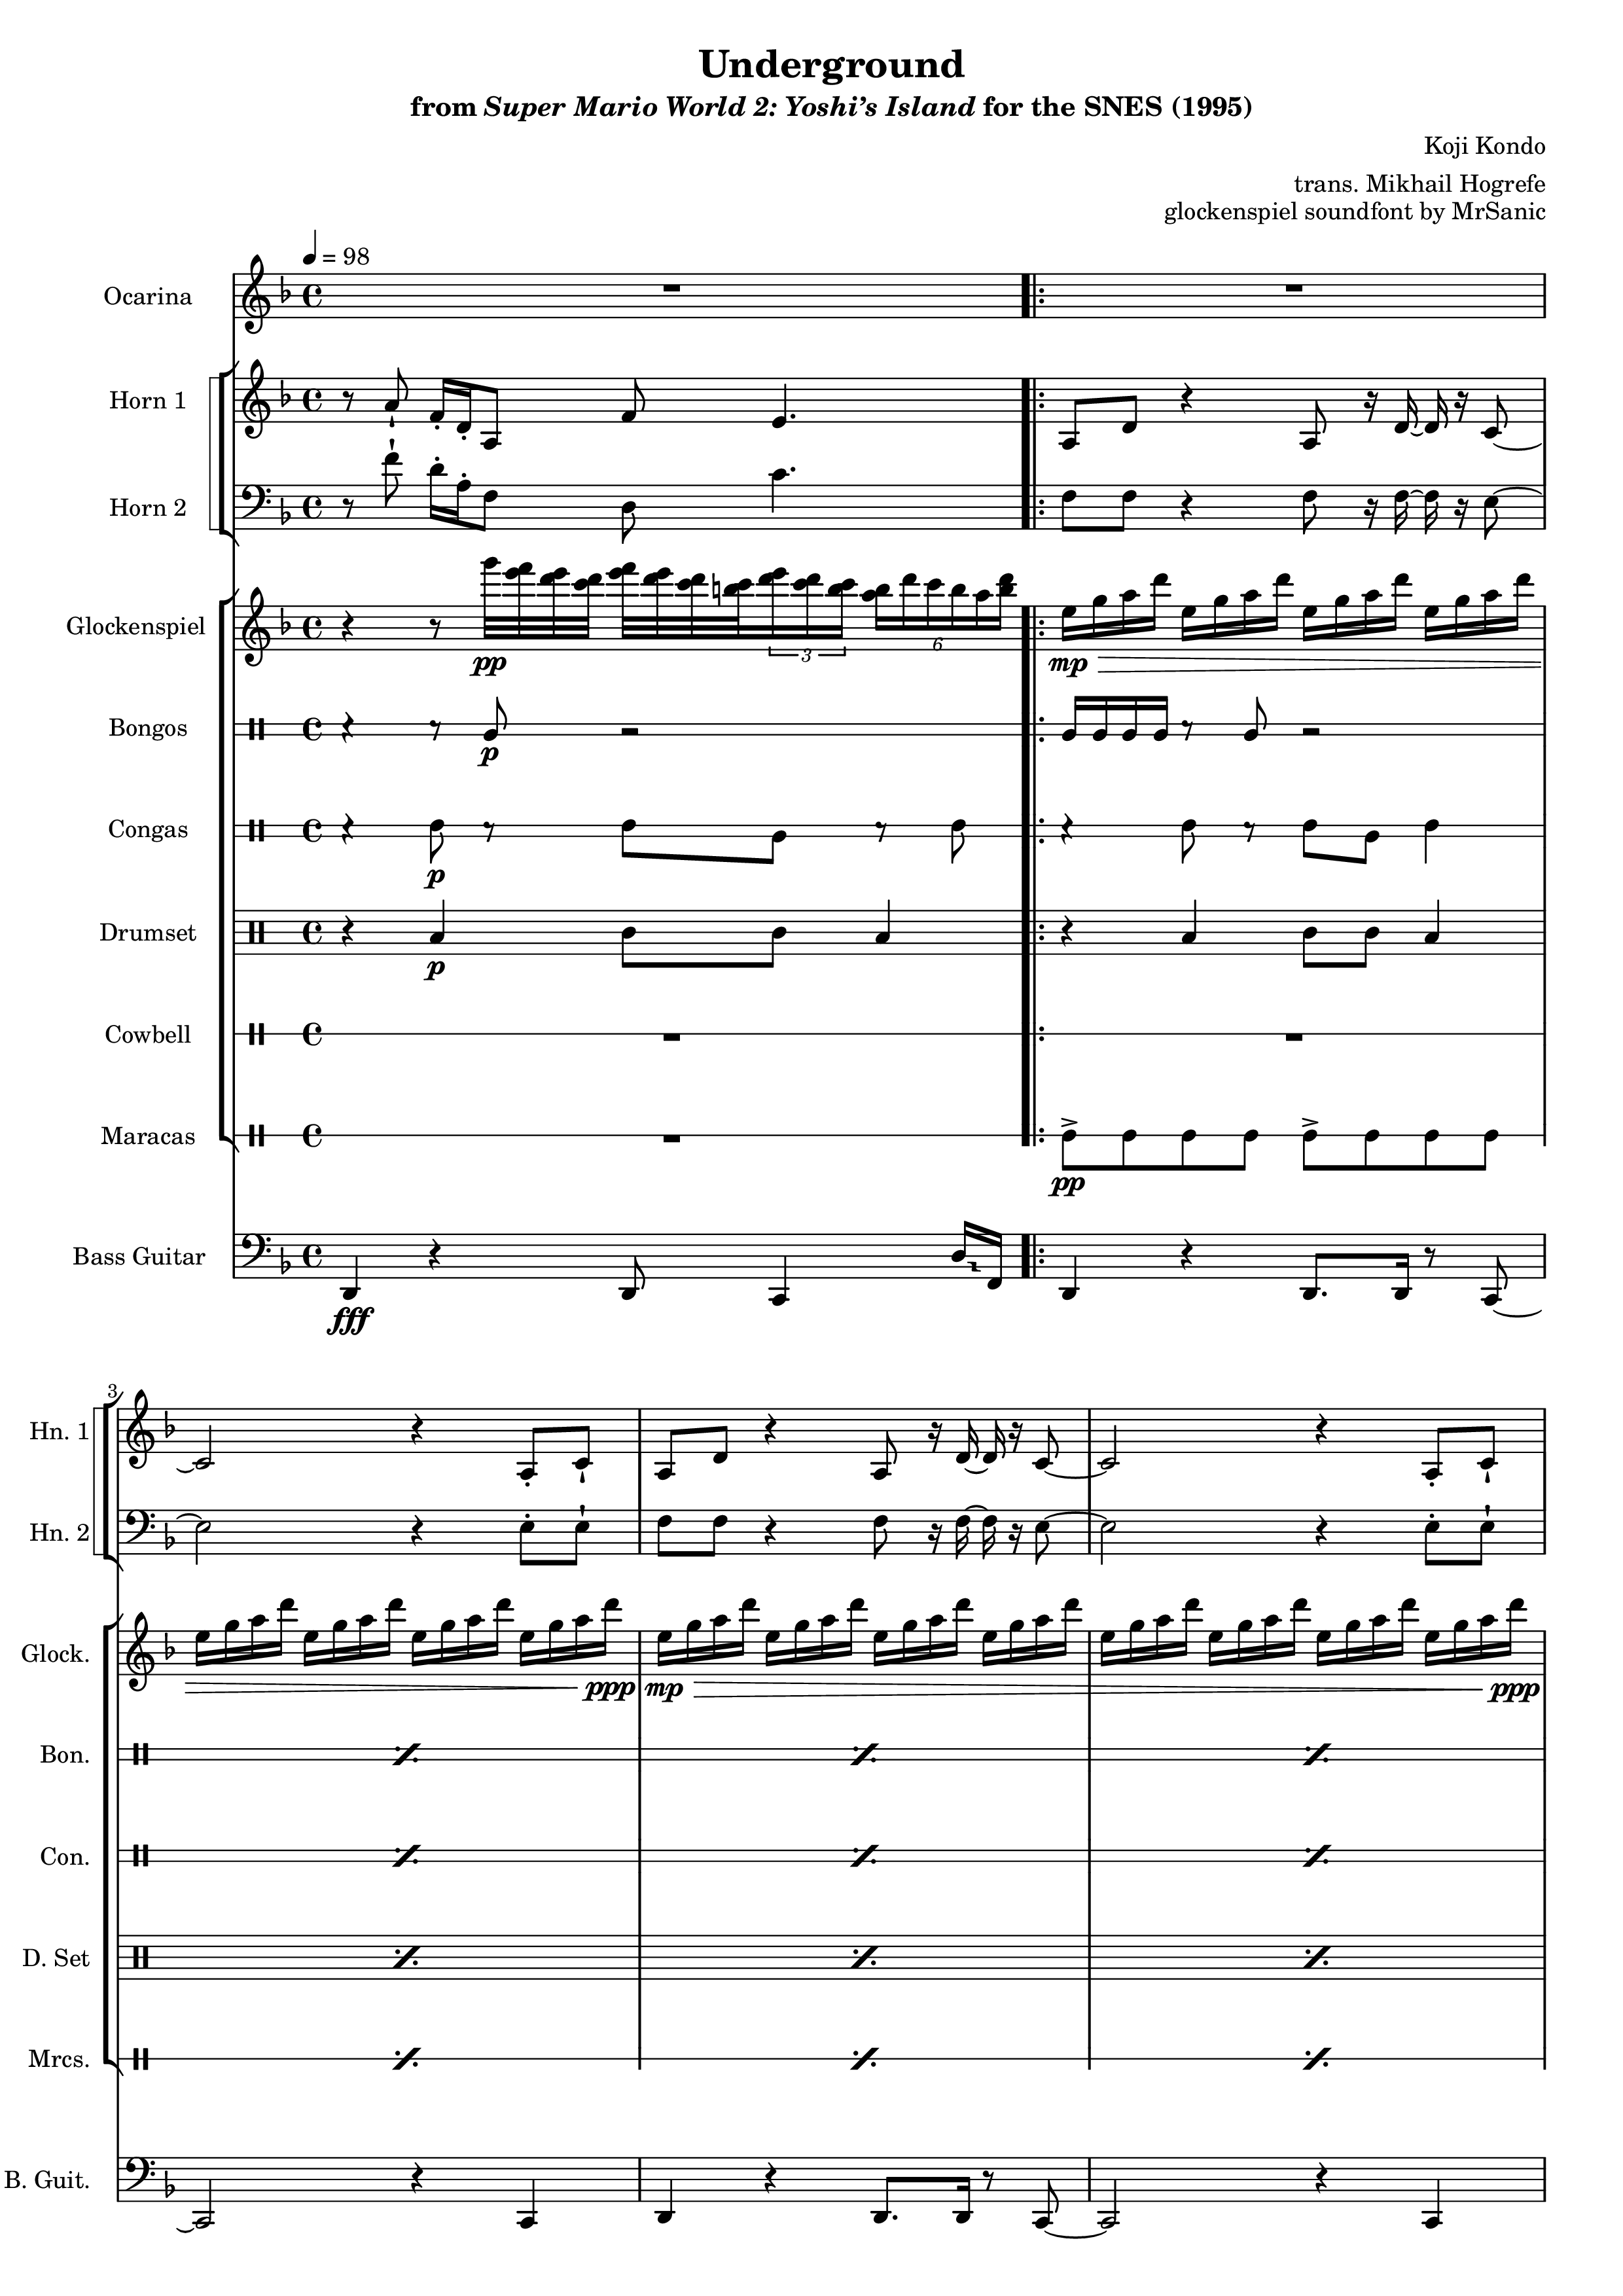 Underground
from Super Mario World 2: Yoshi’s Island for the SNES (1995)
Koji Kondo
trans. Mikhail Hogrefe
glockenspiel soundfont by MrSanic
= 98
Ocarina
Horn 1
Horn 2
Glockenspiel
pp
3
6
mp
Bongos
p
Congas
p
Drumset
p
Cowbell
Maracas
pp
Bass Guitar
fff
3
Hn. 1
Hn. 2
Glock.
ppp
mp
ppp
Bon.
Con.
D. Set
Mrcs.
B. Guit.